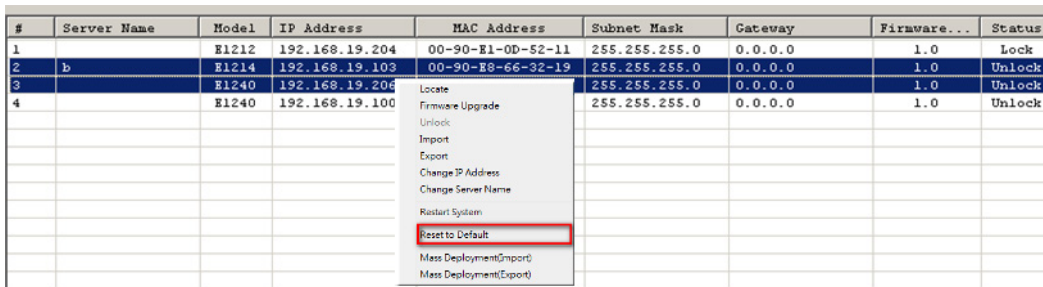 # Server Name Model IP Address MAC Address Subnet Mask Gateway Firmware... Status
1 E1212 192.168.19.204 00-90-E1-0D-52-11 255.255.255.0 0.0.0.0 1.0 Lock
2 b E1214 192.168.19.103 00-90-E8-66-32-19 255.255.255.0 0.0.0.0 1.0 Unlock
3 E1240 192.168.19.206 255.255.255.0 0.0.0.0 1.0 Unlock
4 E1240 192.168.19.100 255.255.255.0 0.0.0.0 1.0 Unlock
Locate
Firmware Upgrade
Unlock
Import
Export
Change IP Address
Change Server Name
Restart System
Reset to Default
Mass Deployment(Import)
Mass Deployment(Export)